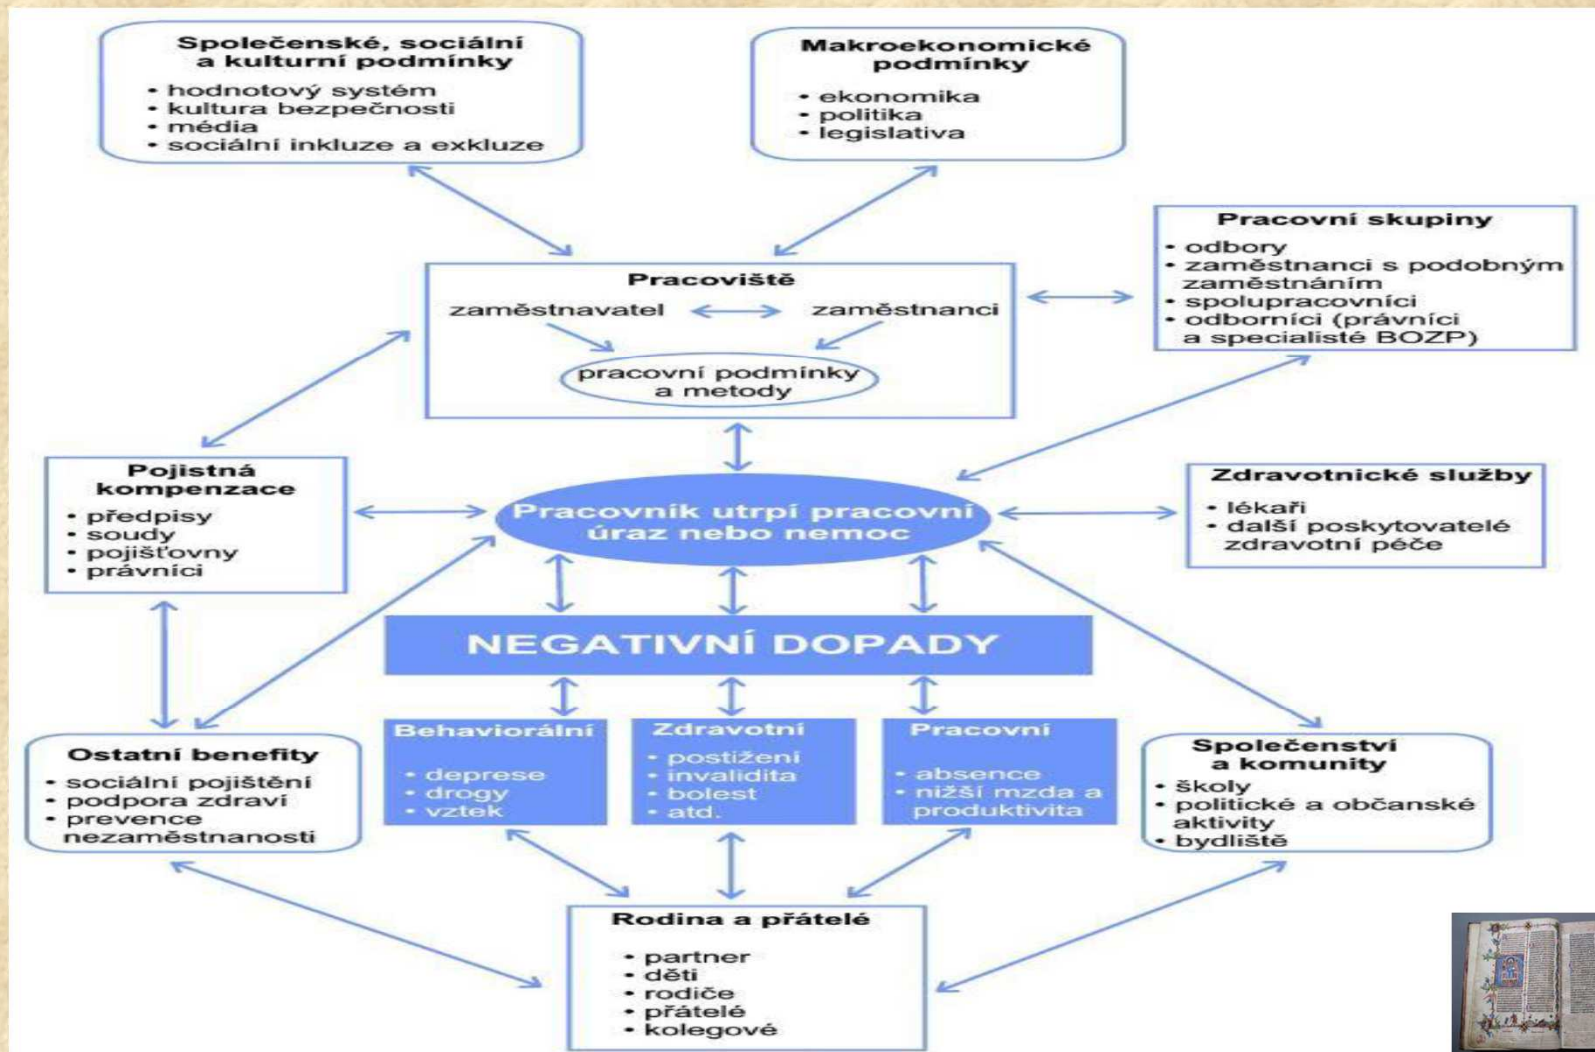 Společenské, sociální
a kulturní podmínky
• hodnotový systém
• kultura bezpečnosti
• média
• sociální inkluze a exkluze
Makroekonomické
podmínky
• ekonomika
• politika
• legislativa
Pracovní skupiny
• odbory
• zaměstnanci s podobným
zaměstnáním
• spolupracovníci
• odborníci (právníci
a specialisté BOZP)
Pracoviště
zaměstnavatel
zaměstnanci
pracovní podmínky
a metody
Pojistná
kompenzace
• předpisy
• soudy
• pojišťovny
• právníci
Pracovník utrpí pracovní
úraz nebo nemoc
Zdravotnické služby
• lékaři
• další poskytovatelé
zdravotní péče
NEGATIVNÍ DOPADY
Ostatní benefity
• sociální pojištění
• podpora zdraví
• prevence
nezaměstnanosti
Behaviorální
• deprese
• drogy
• vztek
Zdravotní
• postižení
• invalidita
• bolest
• atd.
Pracovní
• absence
• nižší mzda a
produktivita
Společenství
a komunity
• školy
• politické a občanské
aktivity
• bydliště
Rodina a přátelé
• partner
• děti
• rodiče
• přátelé
• kolegové